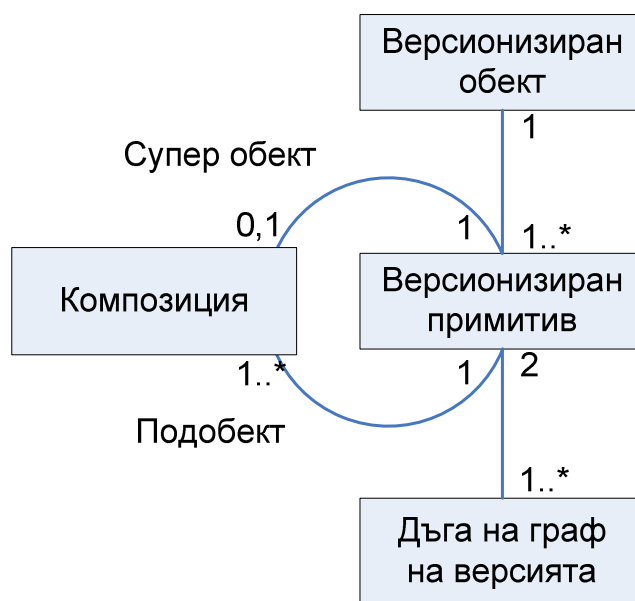 Версионизиран
обект
1
Супер обект
0,1
1
1..*
Композиция
Версионизиран
примитив
1..*
1
2
Подобект
1..*
Дъга на граф
на версията